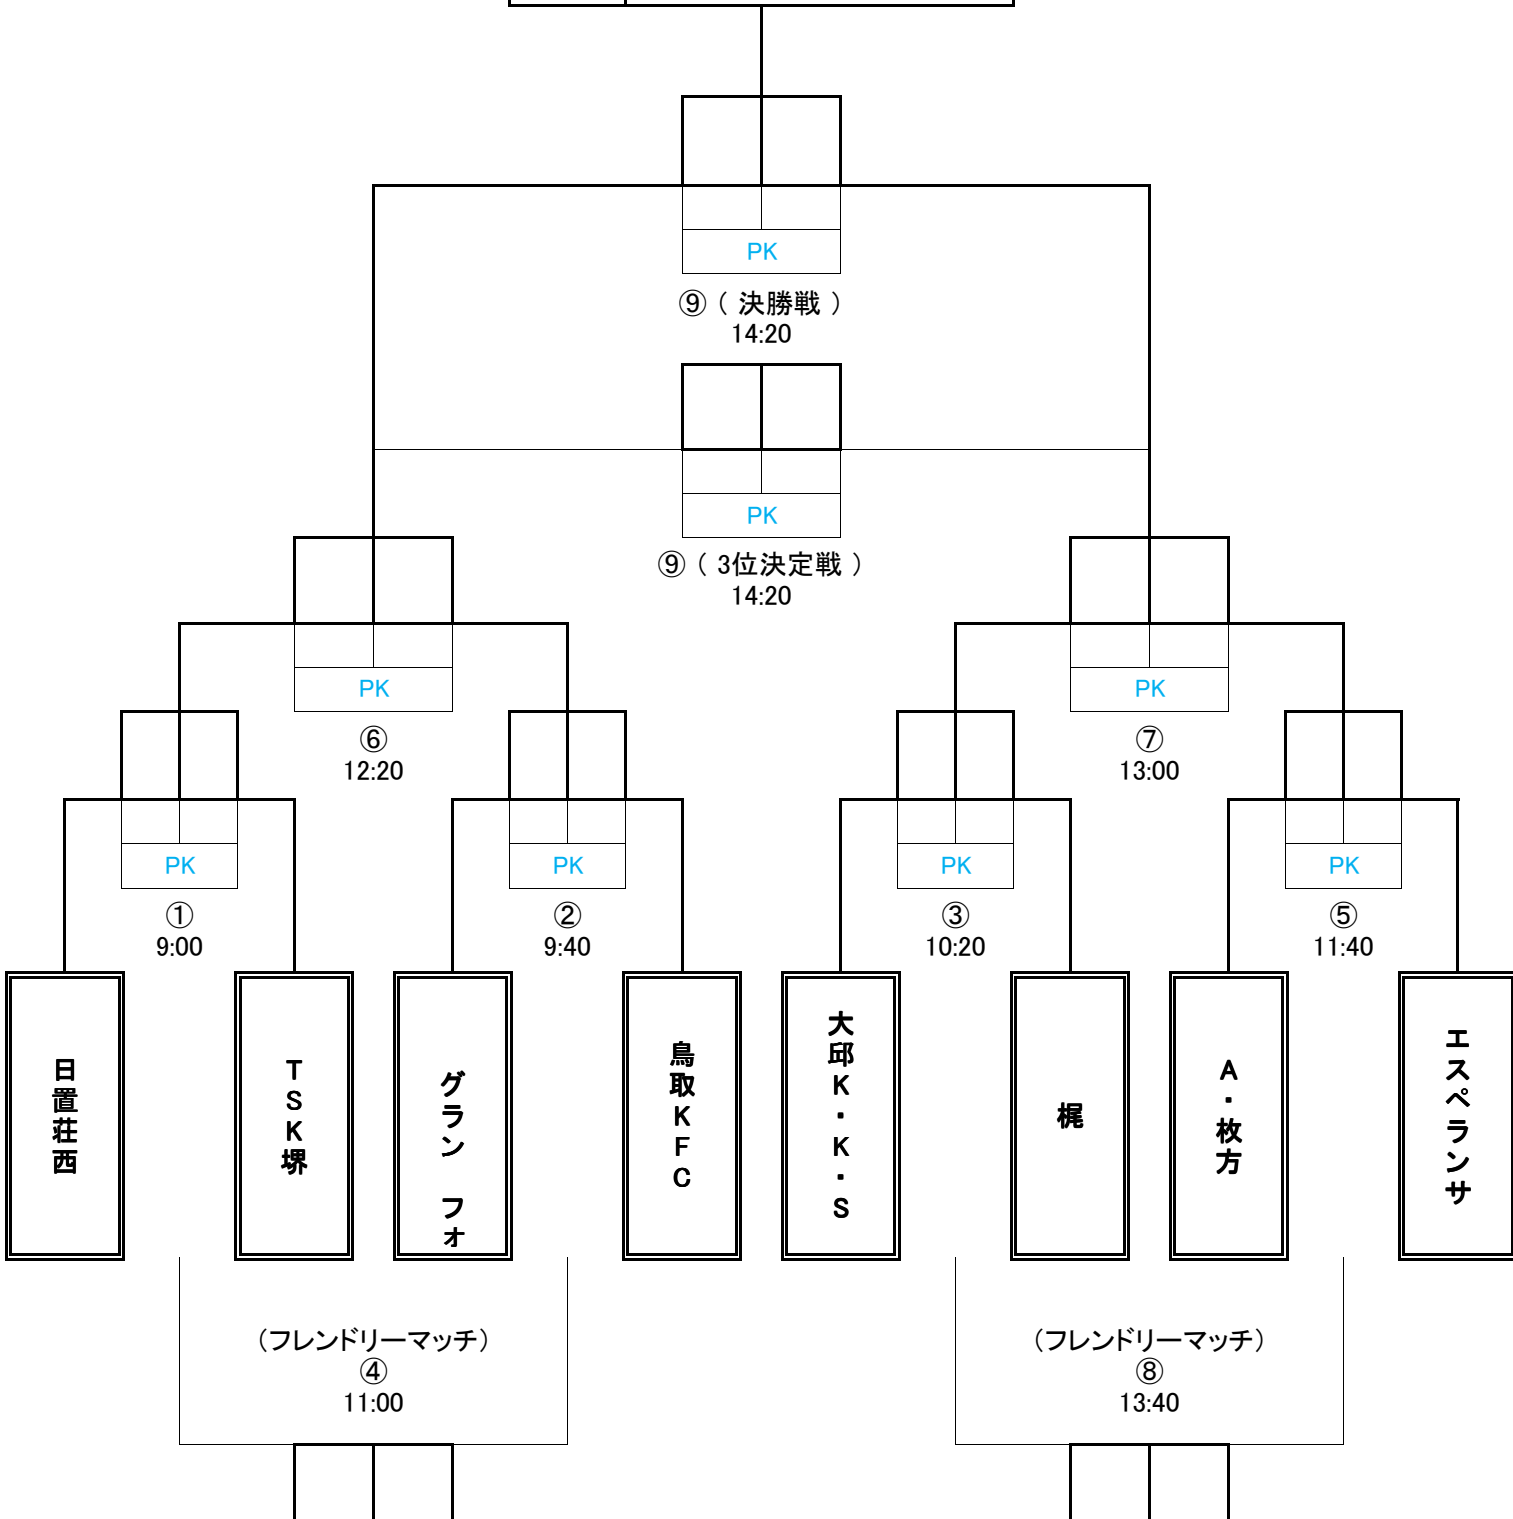 PK
⑨（ 決勝戦 ）
14:20
PK
⑨（ 3位決定戦 ）
14:20
PK
PK
⑥
12:20
⑦
13:00
PK
PK
PK
PK
①
9:00
②
9:40
③
10:20
⑤
11:40
日置荘西
TSK堺
グラン　フォ
鳥取KFC
大邱K・K・S
梶
A・枚方
エスペランサ
（フレンドリーマッチ）
④
11:00
（フレンドリーマッチ）
⑧
13:40